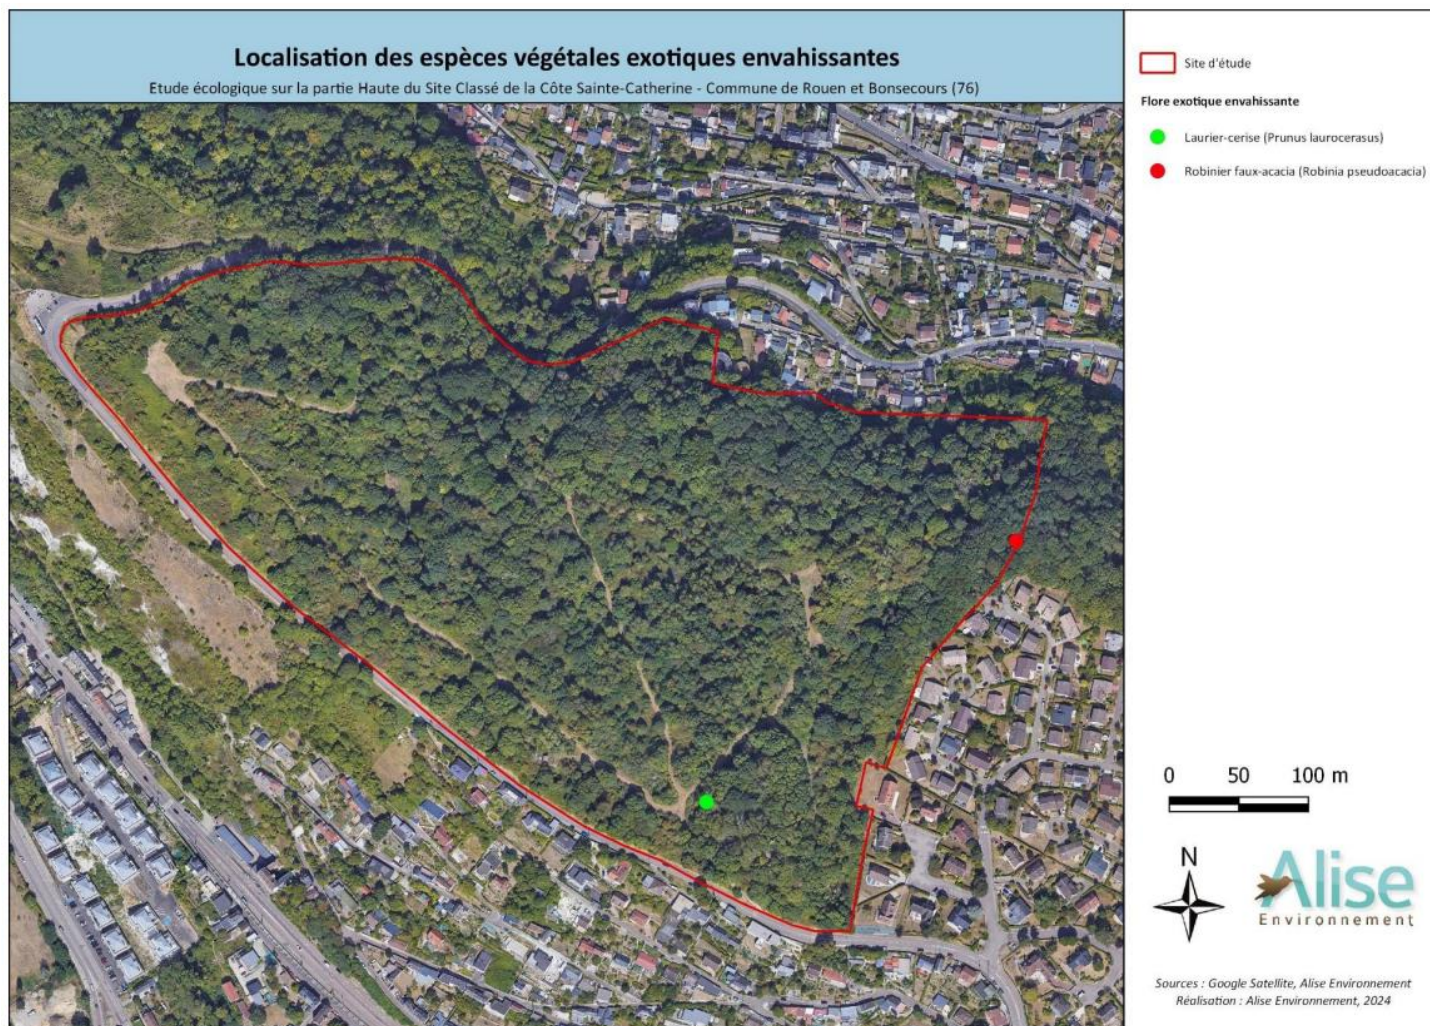 Localisation des espèces végétales exotiques envahissantes
Etude écologique sur la partie Haute du Site Classé de la Côte Sainte-Catherine - Commune de Rouen et Bonsecours (76)
Site d'étude
Flore exotique envahissante
Laurier-cerise (Prunus laurocerasus)
Robinier faux-acacia (Robinia pseudoacacia)
0 50 100 m
N
Alise
Environnement
Sources : Google Satellite, Alise Environnement
Réalisation : Alise Environnement, 2024